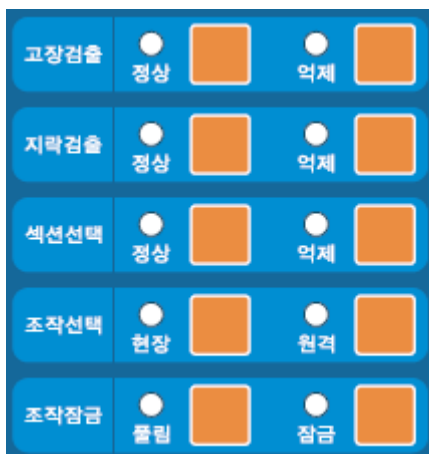 고장검출 정상 억제
지락검출 정상 억제
섹션선택 정상 억제
조작선택 현장 원격
조작잠금 풀림 잠금